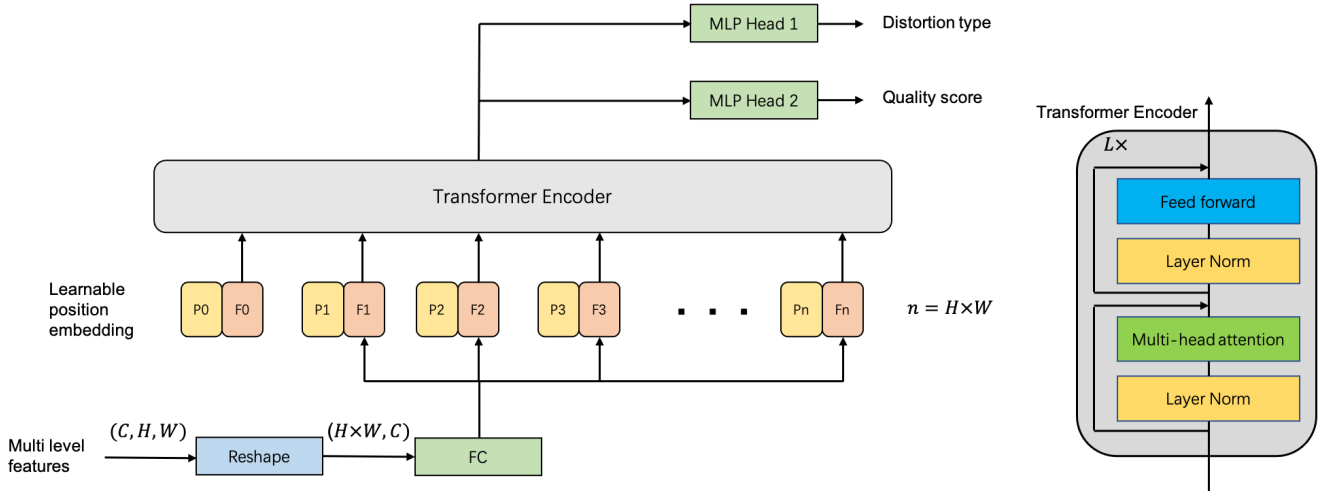 MLP Head 1
Distortion type
MLP Head 2
Quality score
Transformer Encoder
Learnable
position
embedding
P0
F0
P1
F1
P2
F2
P3
F3
. . .
Pn
Fn
n = H×W
Multi level
features
(C, H, W)
Reshape
(H×W, C)
FC
Transformer Encoder
L×
Feed forward
Layer Norm
Multi-head attention
Layer Norm